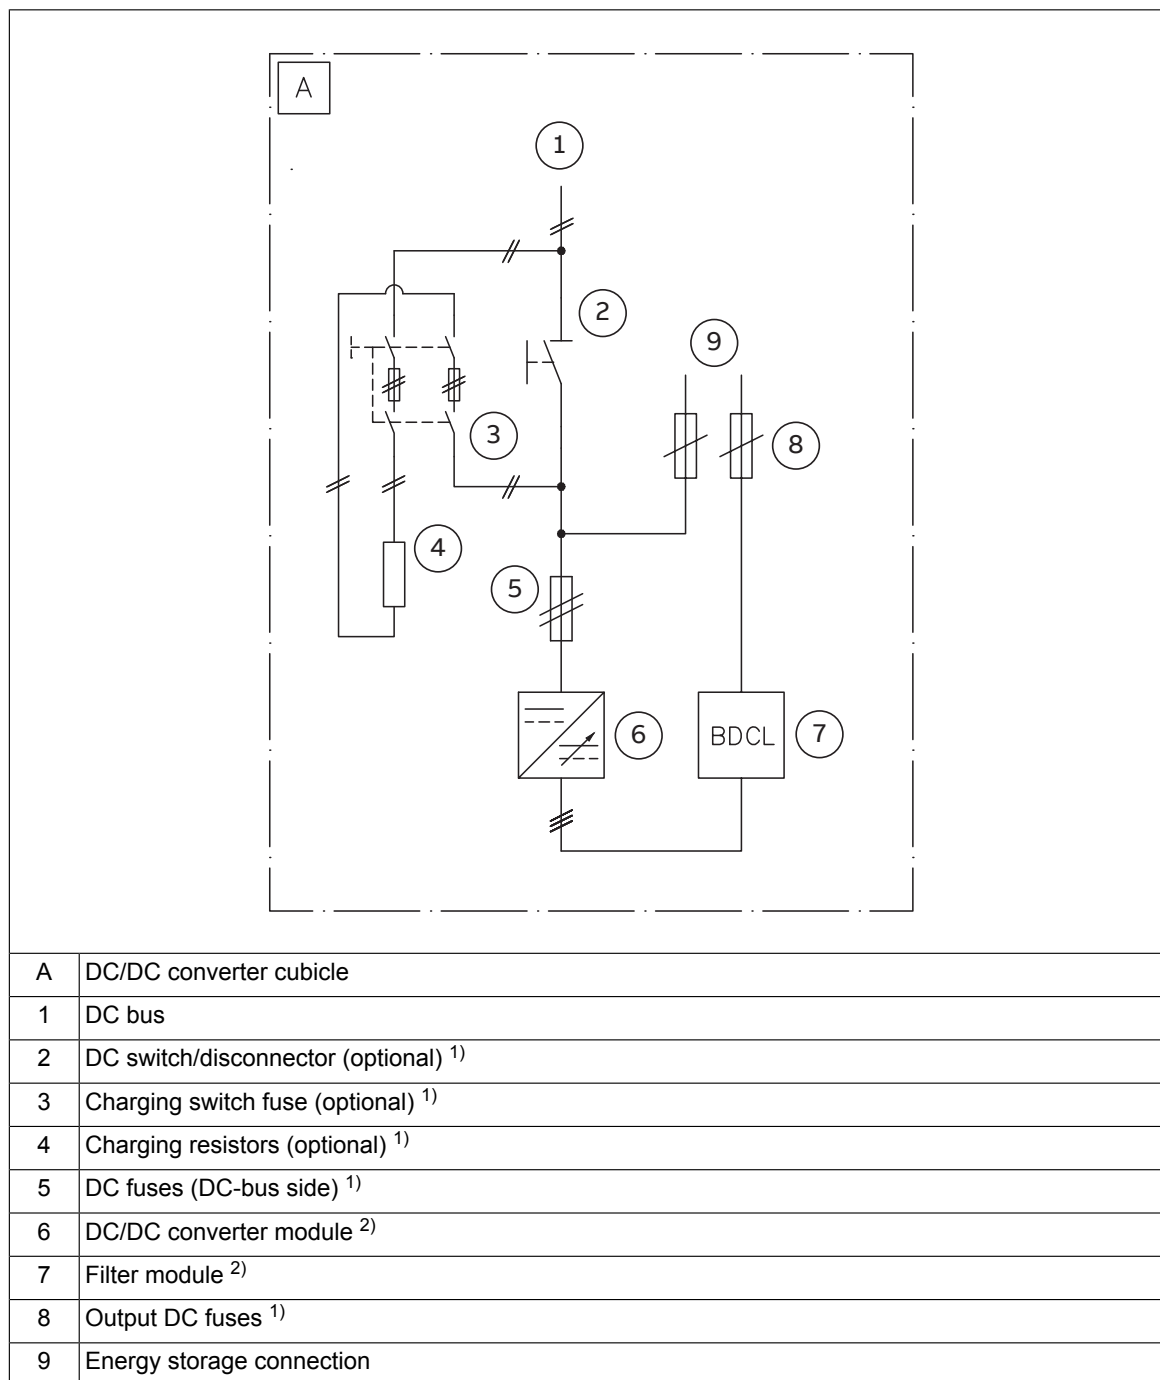 A
1
2
9
3
8
4
5
6
BDCL
7
A DC/DC converter cubicle
1 DC bus
2 DC switch/disconnector (optional) 1)
3 Charging switch fuse (optional) 1)
4 Charging resistors (optional) 1)
5 DC fuses (DC-bus side) 1)
6 DC/DC converter module 2)
7 Filter module 2)
8 Output DC fuses 1)
9 Energy storage connection